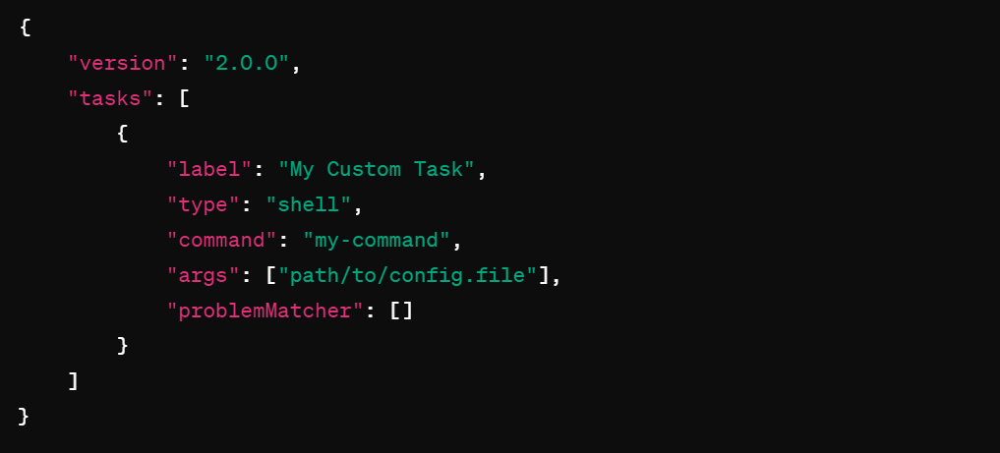 {
    "version": "2.0.0",
    "tasks": [
        {
            "label": "My Custom Task",
            "type": "shell",
            "command": "my-command",
            "args": ["path/to/config.file"],
            "problemMatcher": []
        }
    ]
}